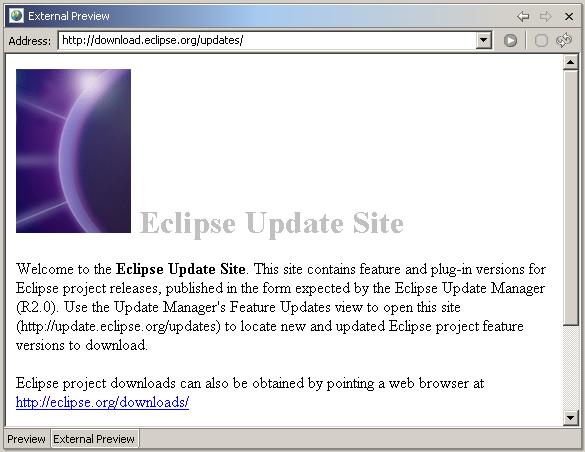 External Preview
Address: http://download.eclipse.org/updates/
Eclipse Update Site
Welcome to the Eclipse Update Site. This site contains feature and plug-in versions for
Eclipse project releases, published in the form expected by the Eclipse Update Manager
(R2.0). Use the Update Manager's Feature Updates view to open this site
(http://update.eclipse.org/updates) to locate new and updated Eclipse project feature
versions to download.
Eclipse project downloads can also be obtained by pointing a web browser at
http://eclipse.org/downloads/
Preview External Preview